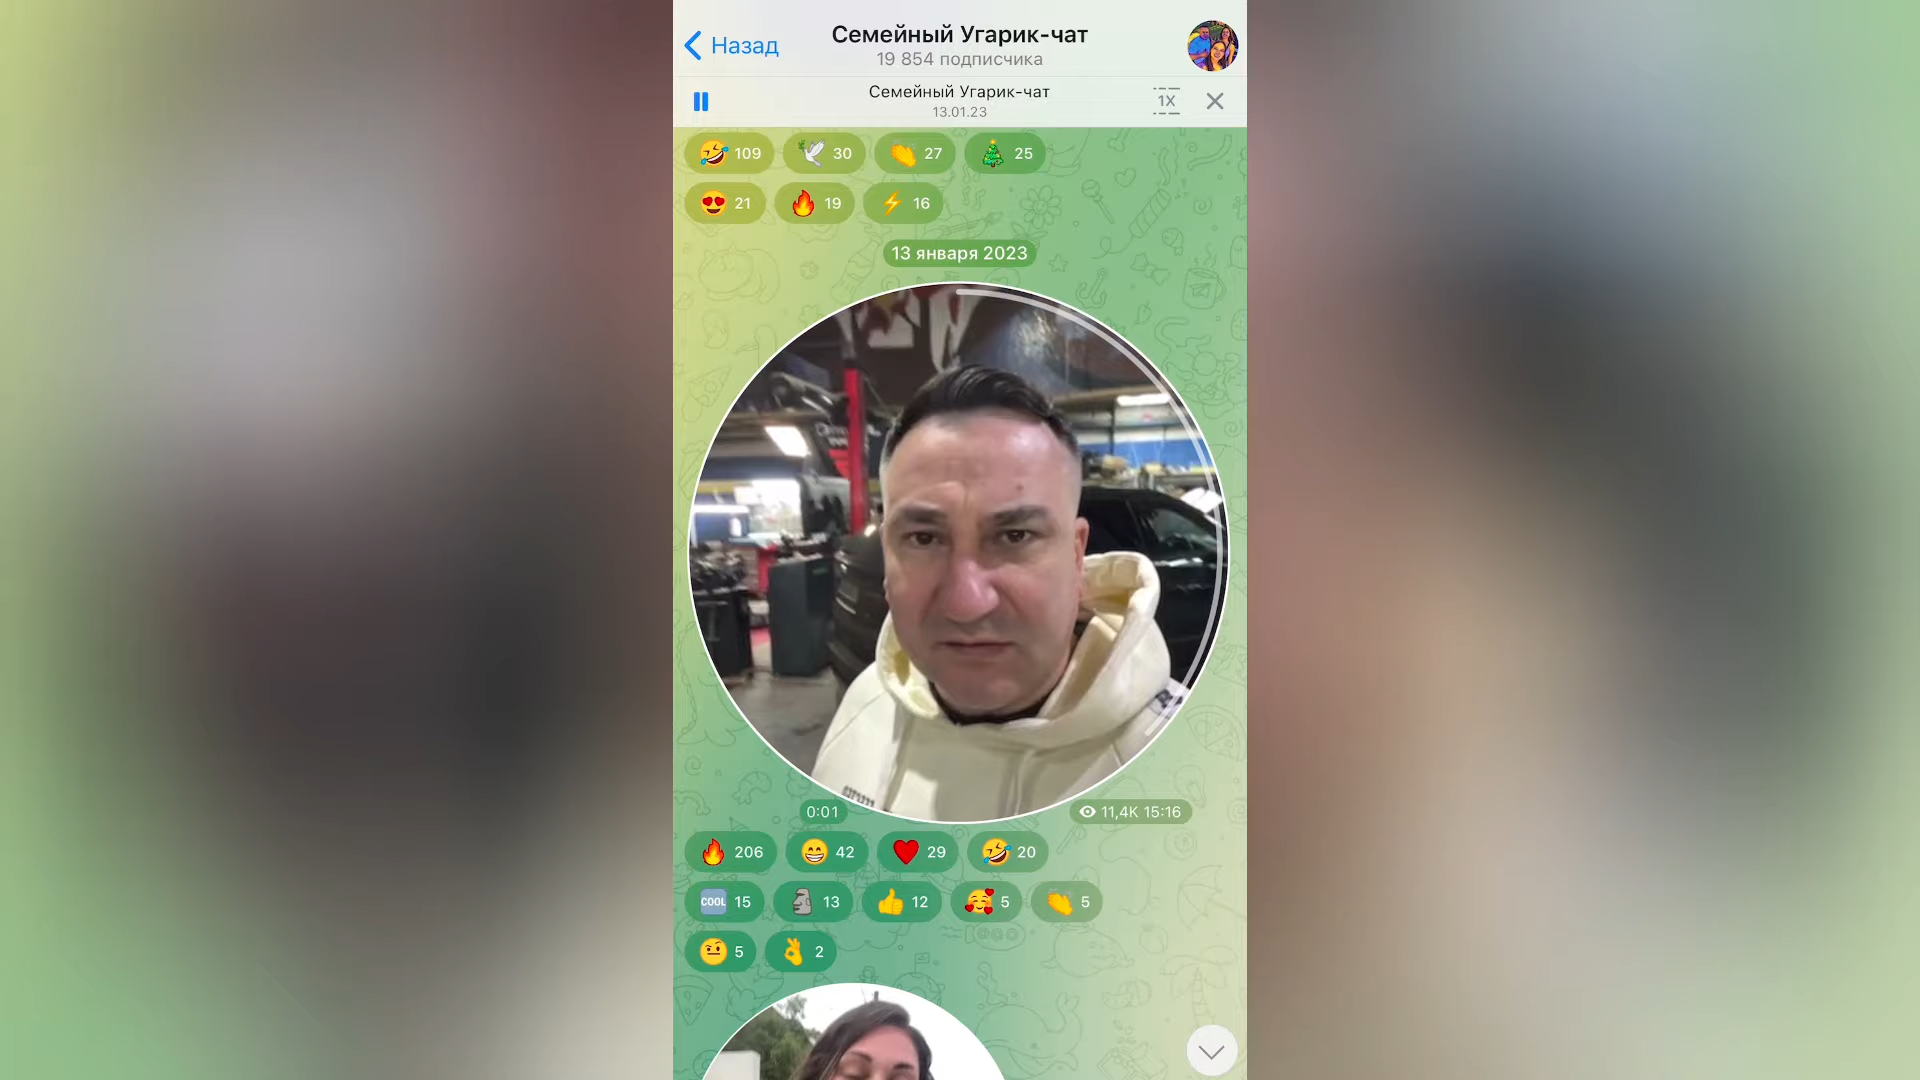 Назад
Семейный Угарик-чат
19 854 подписчика
Семейный Угарик-чат
13.01.23
1X
109 30 27 25
21 19 16
13 января 2023
0:01
11,4K 15:16
206 42 29 20
COOL 15 13 12 5 5
5 2